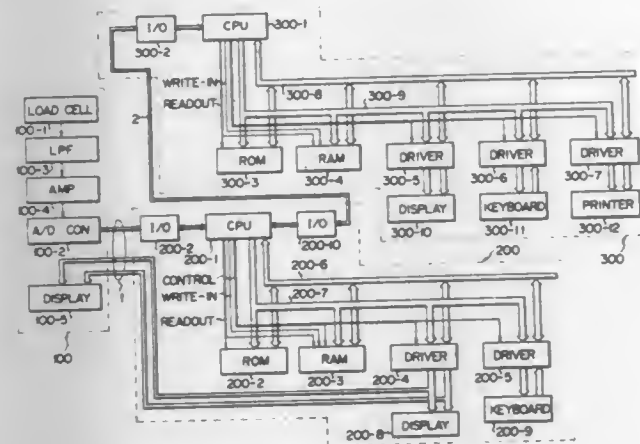 I/O
CPU
300-1
300-2
WRITE-IN
READOUT
300-8
300-9
2
LOAD CELL
100-1
LPF
100-3
AMP
100-4
A/D CON
100-2
DISPLAY
100-5
100
1
ROM
300-3
RAM
300-4
DRIVER
300-5
DRIVER
300-6
DRIVER
300-7
DISPLAY
300-10
KEYBOARD
300-11
PRINTER
300-12
200
300
I/O
200-2
CPU
200-1
I/O
200-10
CONTROL
WRITE-IN
READOUT
200-6
200-7
ROM
200-2
RAM
200-3
DRIVER
200-4
DRIVER
200-5
DISPLAY
200-8
KEYBOARD
200-9